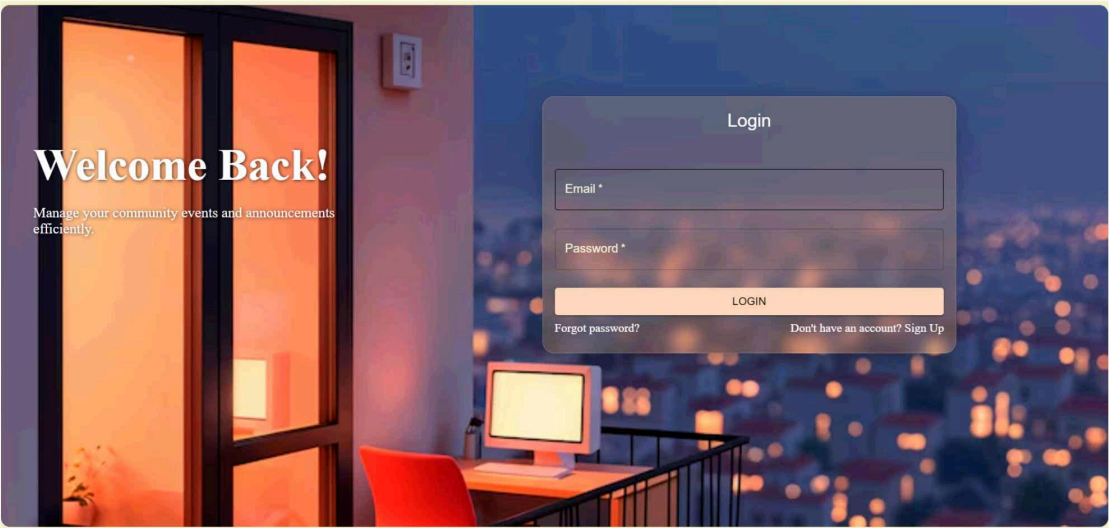 Welcome Back!
Manage your community events and announcements
efficiently.
Login
Email *
Password *
LOGIN
Forgot password?
Don't have an account? Sign Up